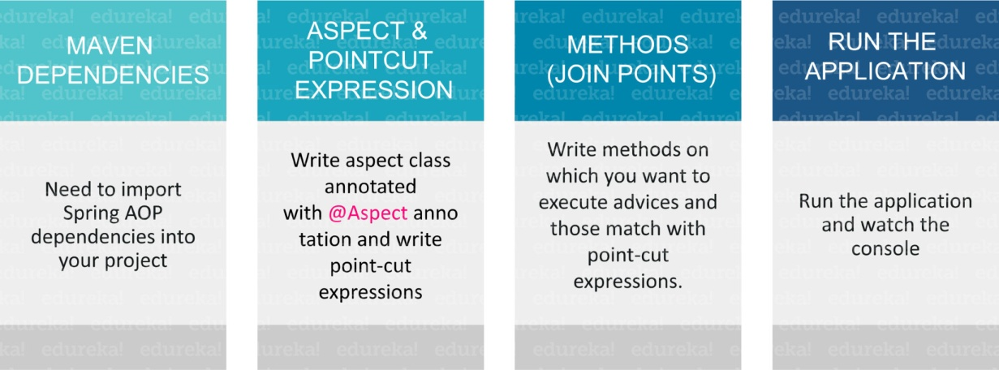 MAVEN
DEPENDENCIES
Need to import
Spring AOP
dependencies into
your project
ASPECT &
POINTCUT
EXPRESSION
Write aspect class
annotated
with @Aspect anno
tation and write
point-cut
expressions
METHODS
(JOIN POINTS)
Write methods on
which you want to
execute advices and
those match with
point-cut
expressions.
RUN THE
APPLICATION
Run the application
and watch the
console
edureka!